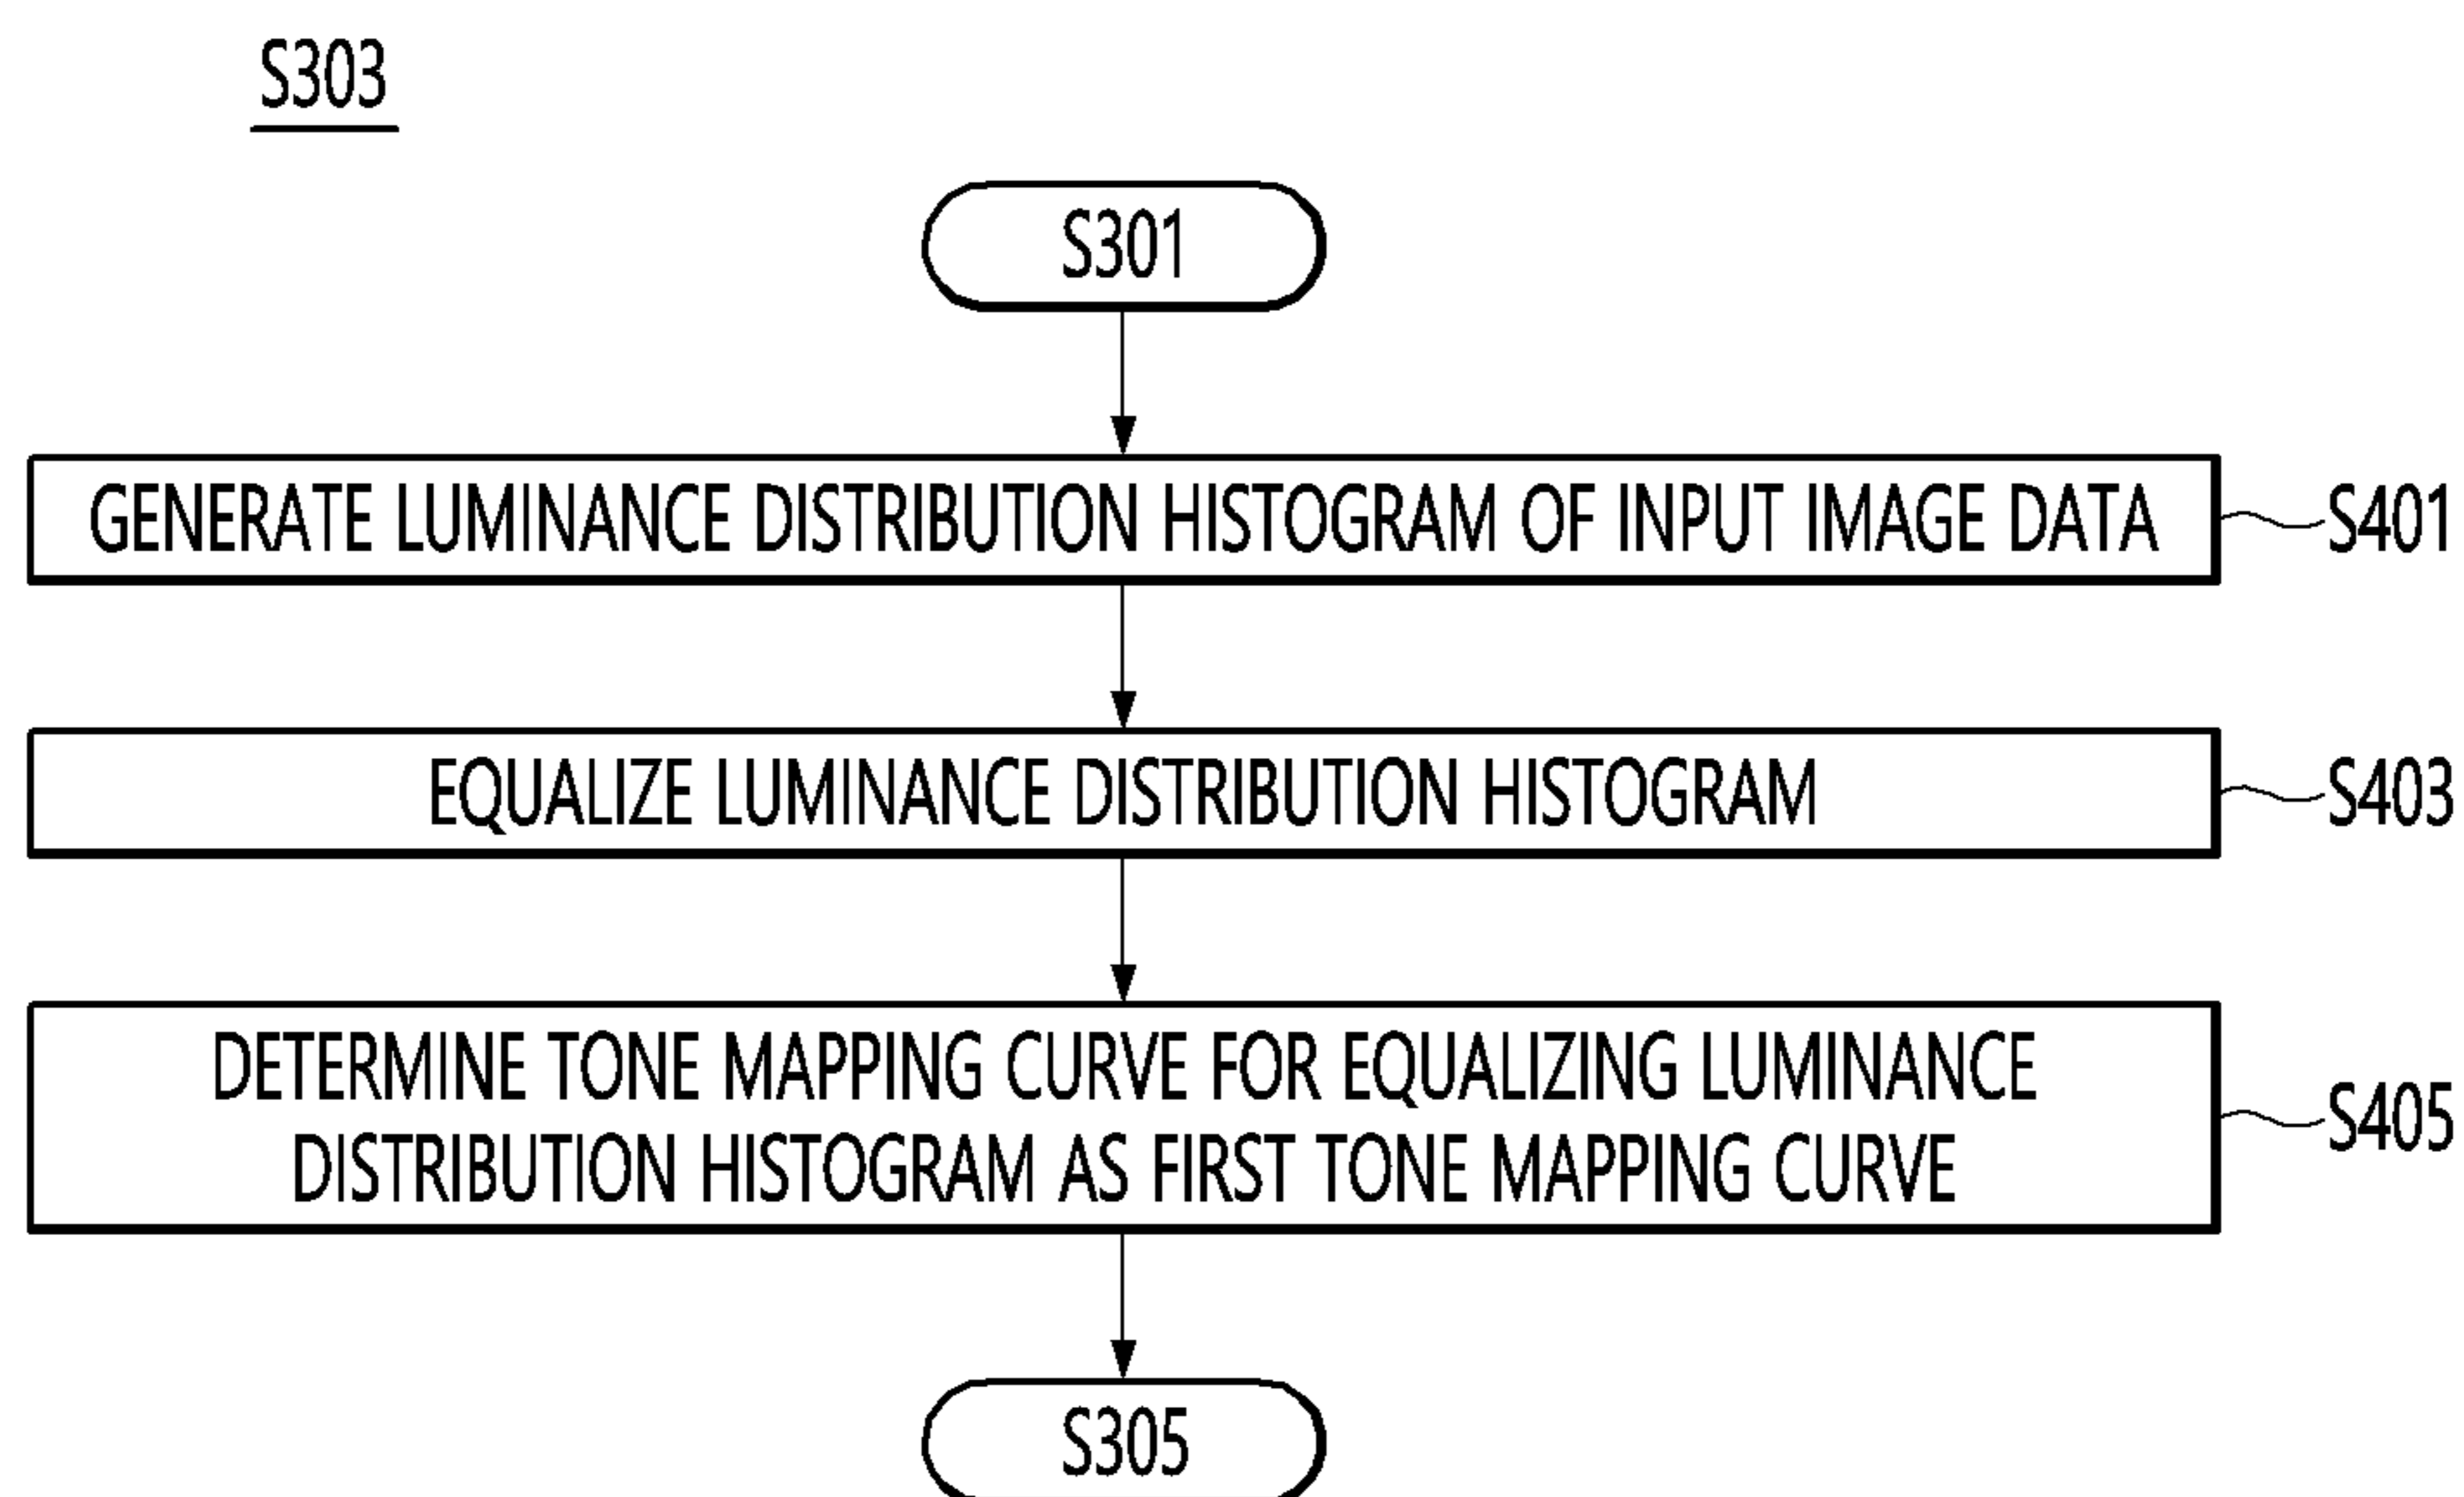 S303
S301
GENERATE LUMINANCE DISTRIBUTION HISTOGRAM OF INPUT IMAGE DATA
S401
EQUALIZE LUMINANCE DISTRIBUTION HISTOGRAM
S403
DETERMINE TONE MAPPING CURVE FOR EQUALIZING LUMINANCE
DISTRIBUTION HISTOGRAM AS FIRST TONE MAPPING CURVE
S405
S305